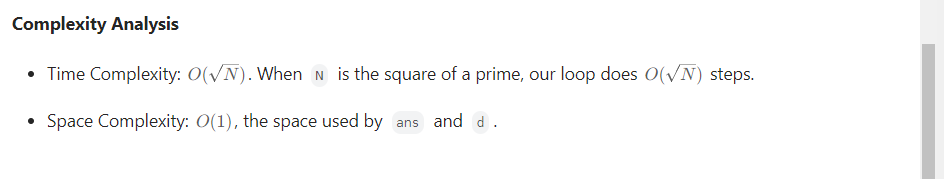 Complexity Analysis
• Time Complexity: O(√N). When N is the square of a prime, our loop does O(√N) steps.
• Space Complexity: O(1), the space used by ans and d .